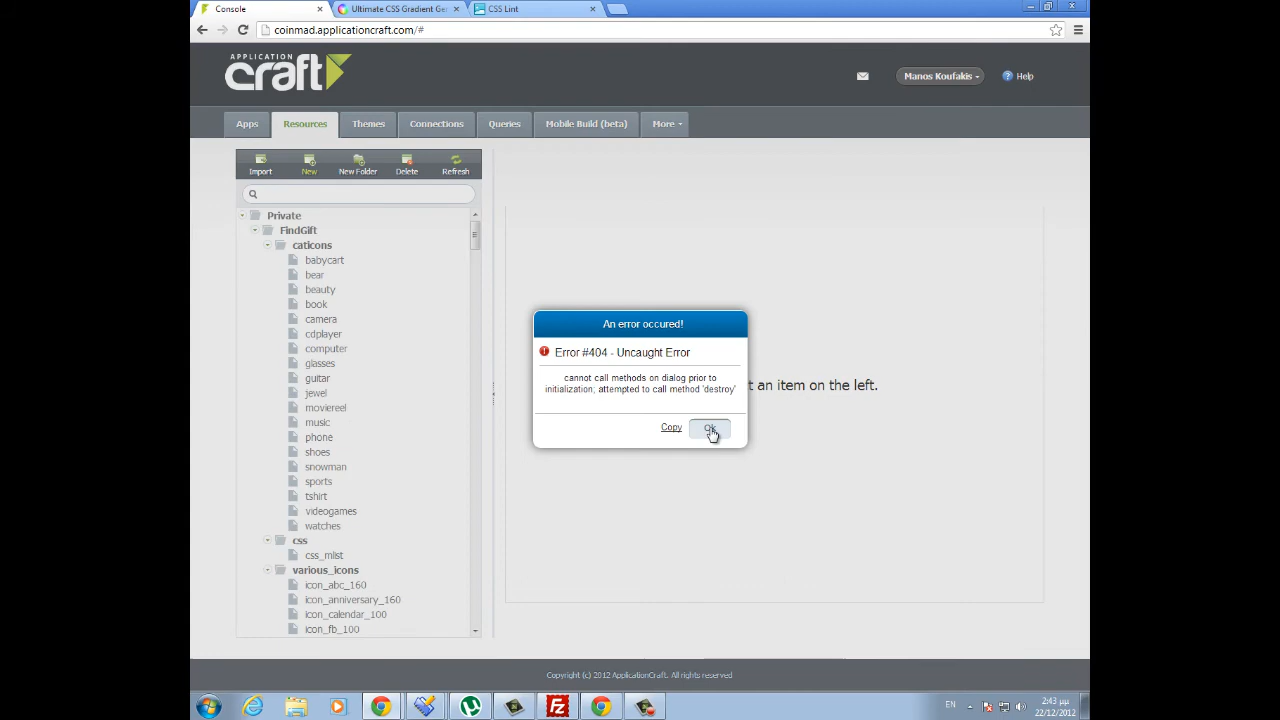 Console
Ultimate CSS Gradient Ge
CSS Lint
coinmad.applicationcraft.com/#
APPLICATION
craft
Manos Koufakis
Help
Apps
Resources
Themes
Connections
Queries
Mobile Build (beta)
More
Import
New
New Folder
Delete
Refresh
Private
FindGift
caticons
babycart
bear
beauty
book
camera
cdplayer
computer
glasses
guitar
jewel
moviereel
music
phone
shoes
snowman
sports
tshirt
videogames
watches
css
css_mlist
various_icons
icon_abc_160
icon_anniversary_160
icon_calendar_100
icon_fb_100
An error occured!
Error #404 - Uncaught Error
cannot call methods on dialog prior to
initialization; attempted to call method 'destroy'
Copy
Ok
t an item on the left.
Copyright (c) 2012 ApplicationCraft. All rights reserved
EN
2:43 μμ
22/12/2012